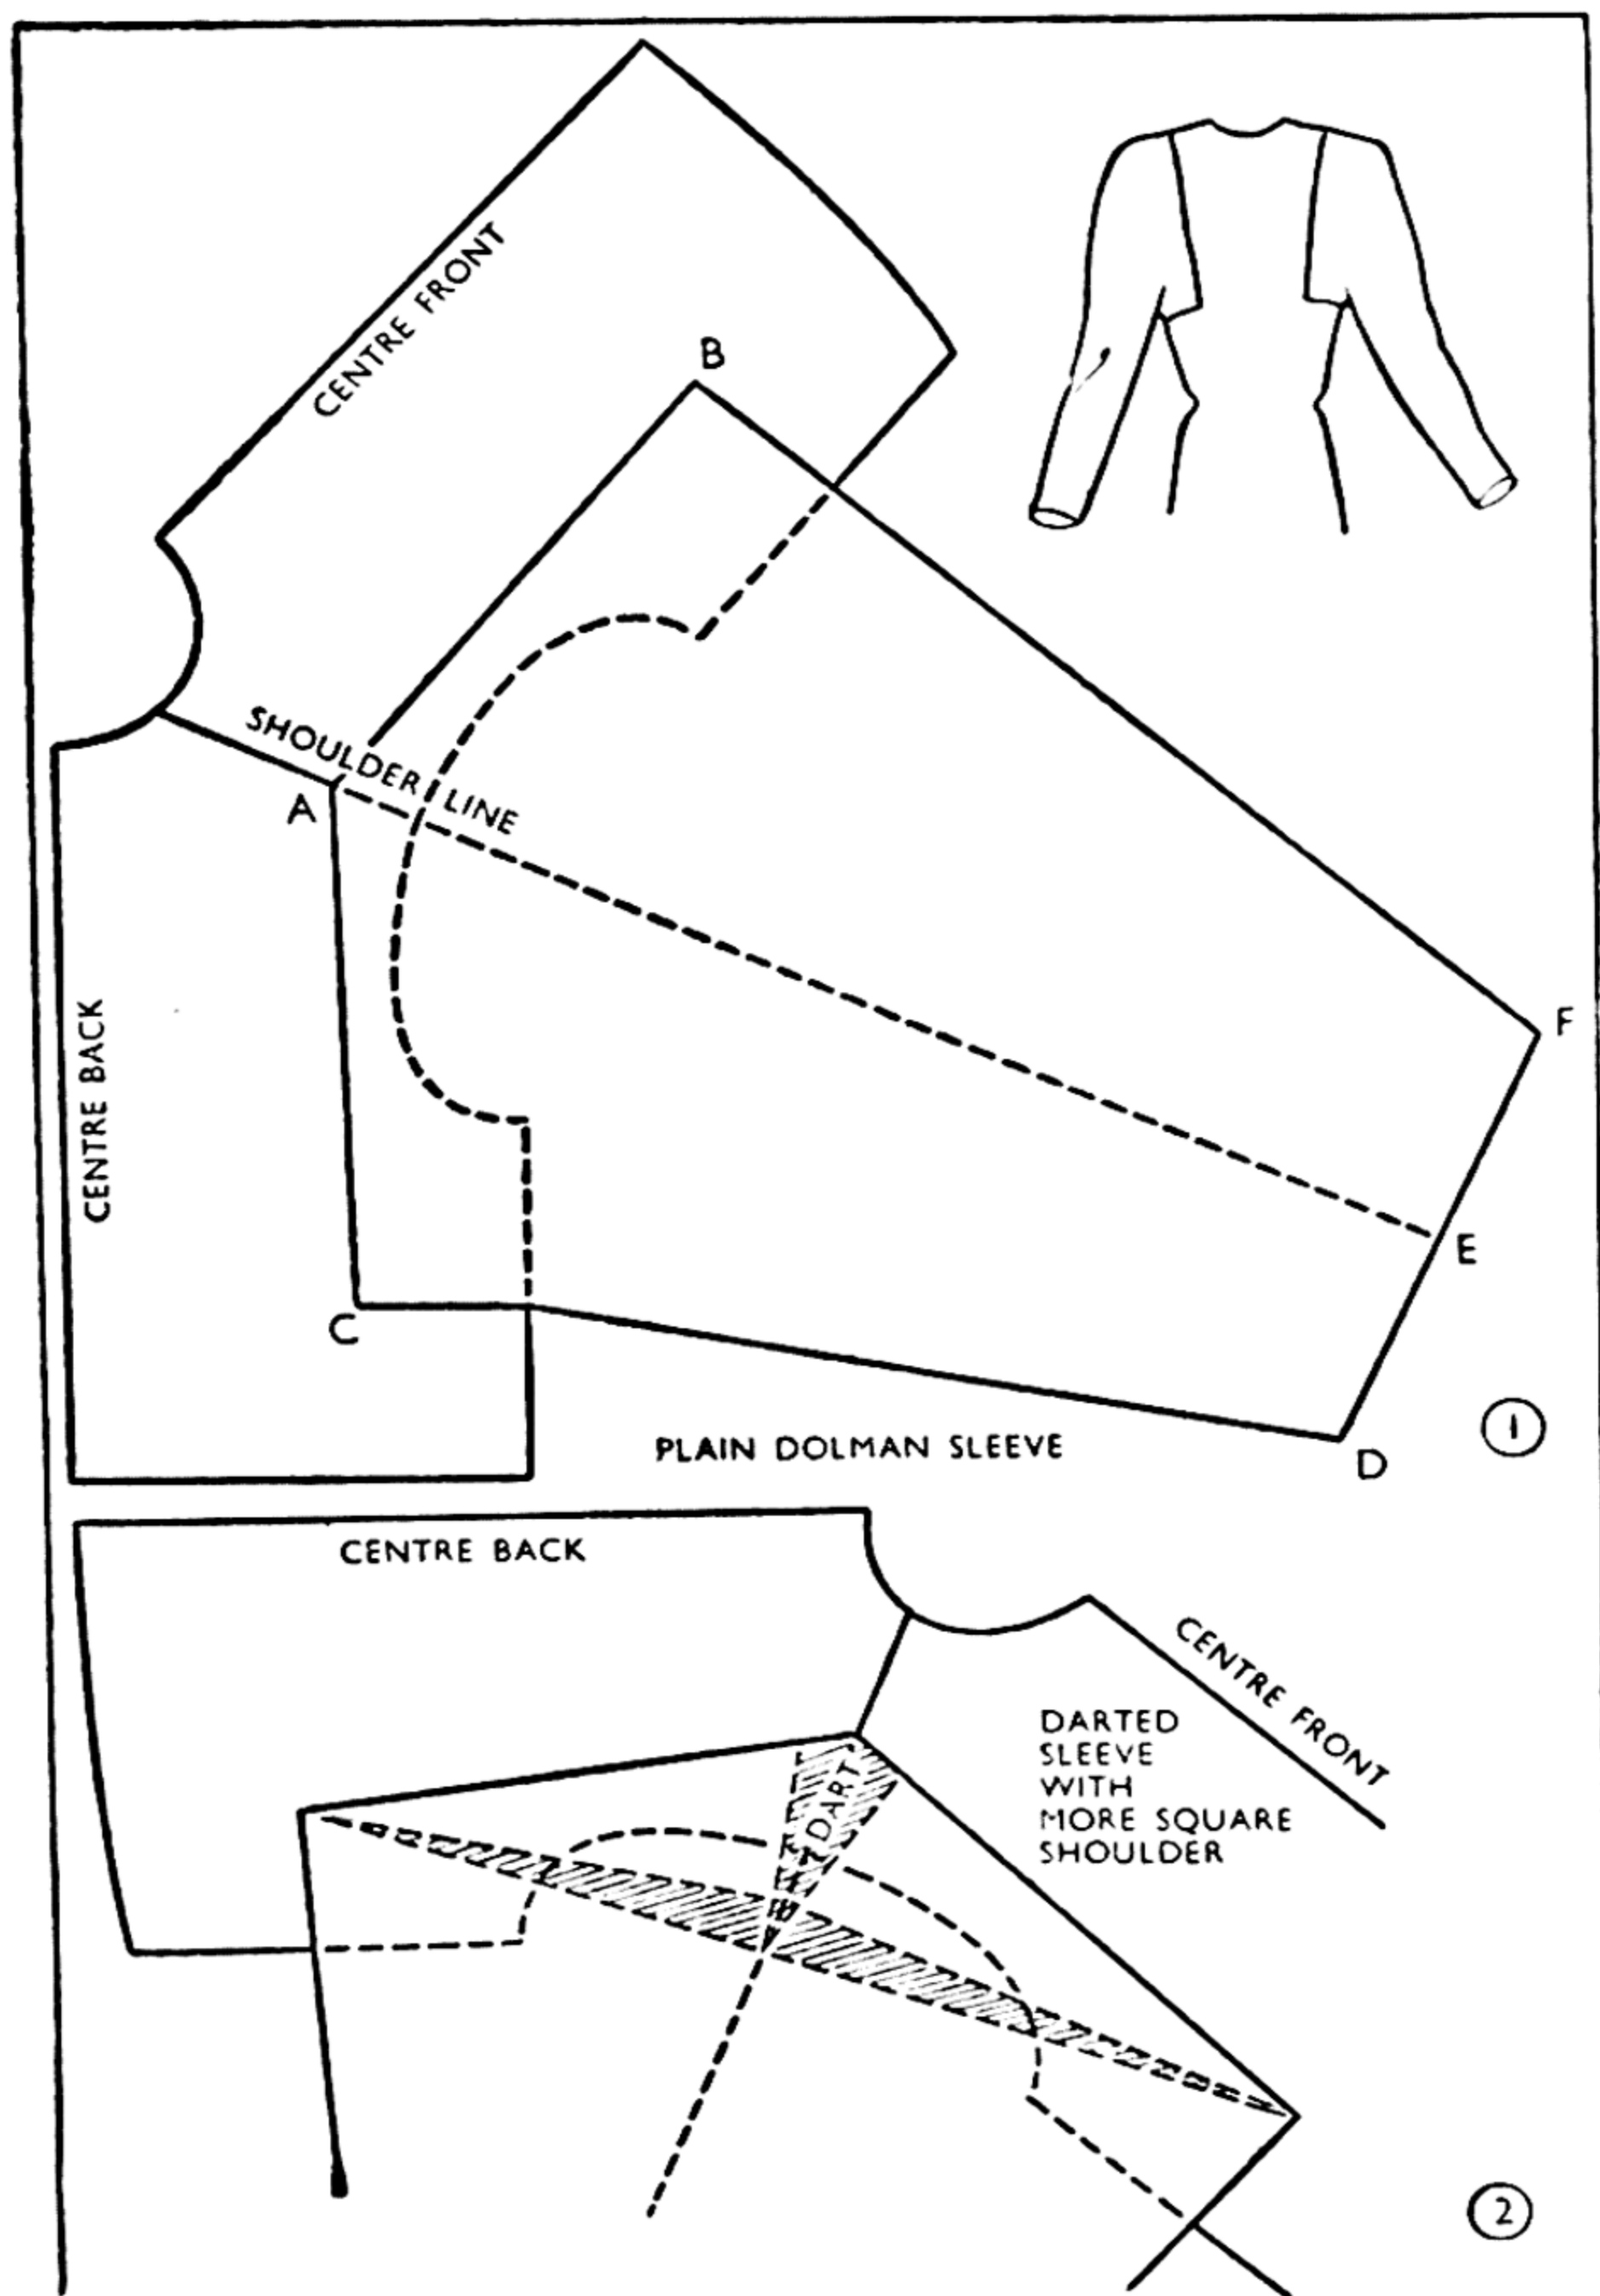 CENTRE FRONT
B
SHOULDER LINE
A
CENTRE BACK
F
E
C
D
PLAIN DOLMAN SLEEVE
1
CENTRE BACK
CENTRE FRONT
DARTED
SLEEVE
WITH
MORE SQUARE
SHOULDER
DART
2